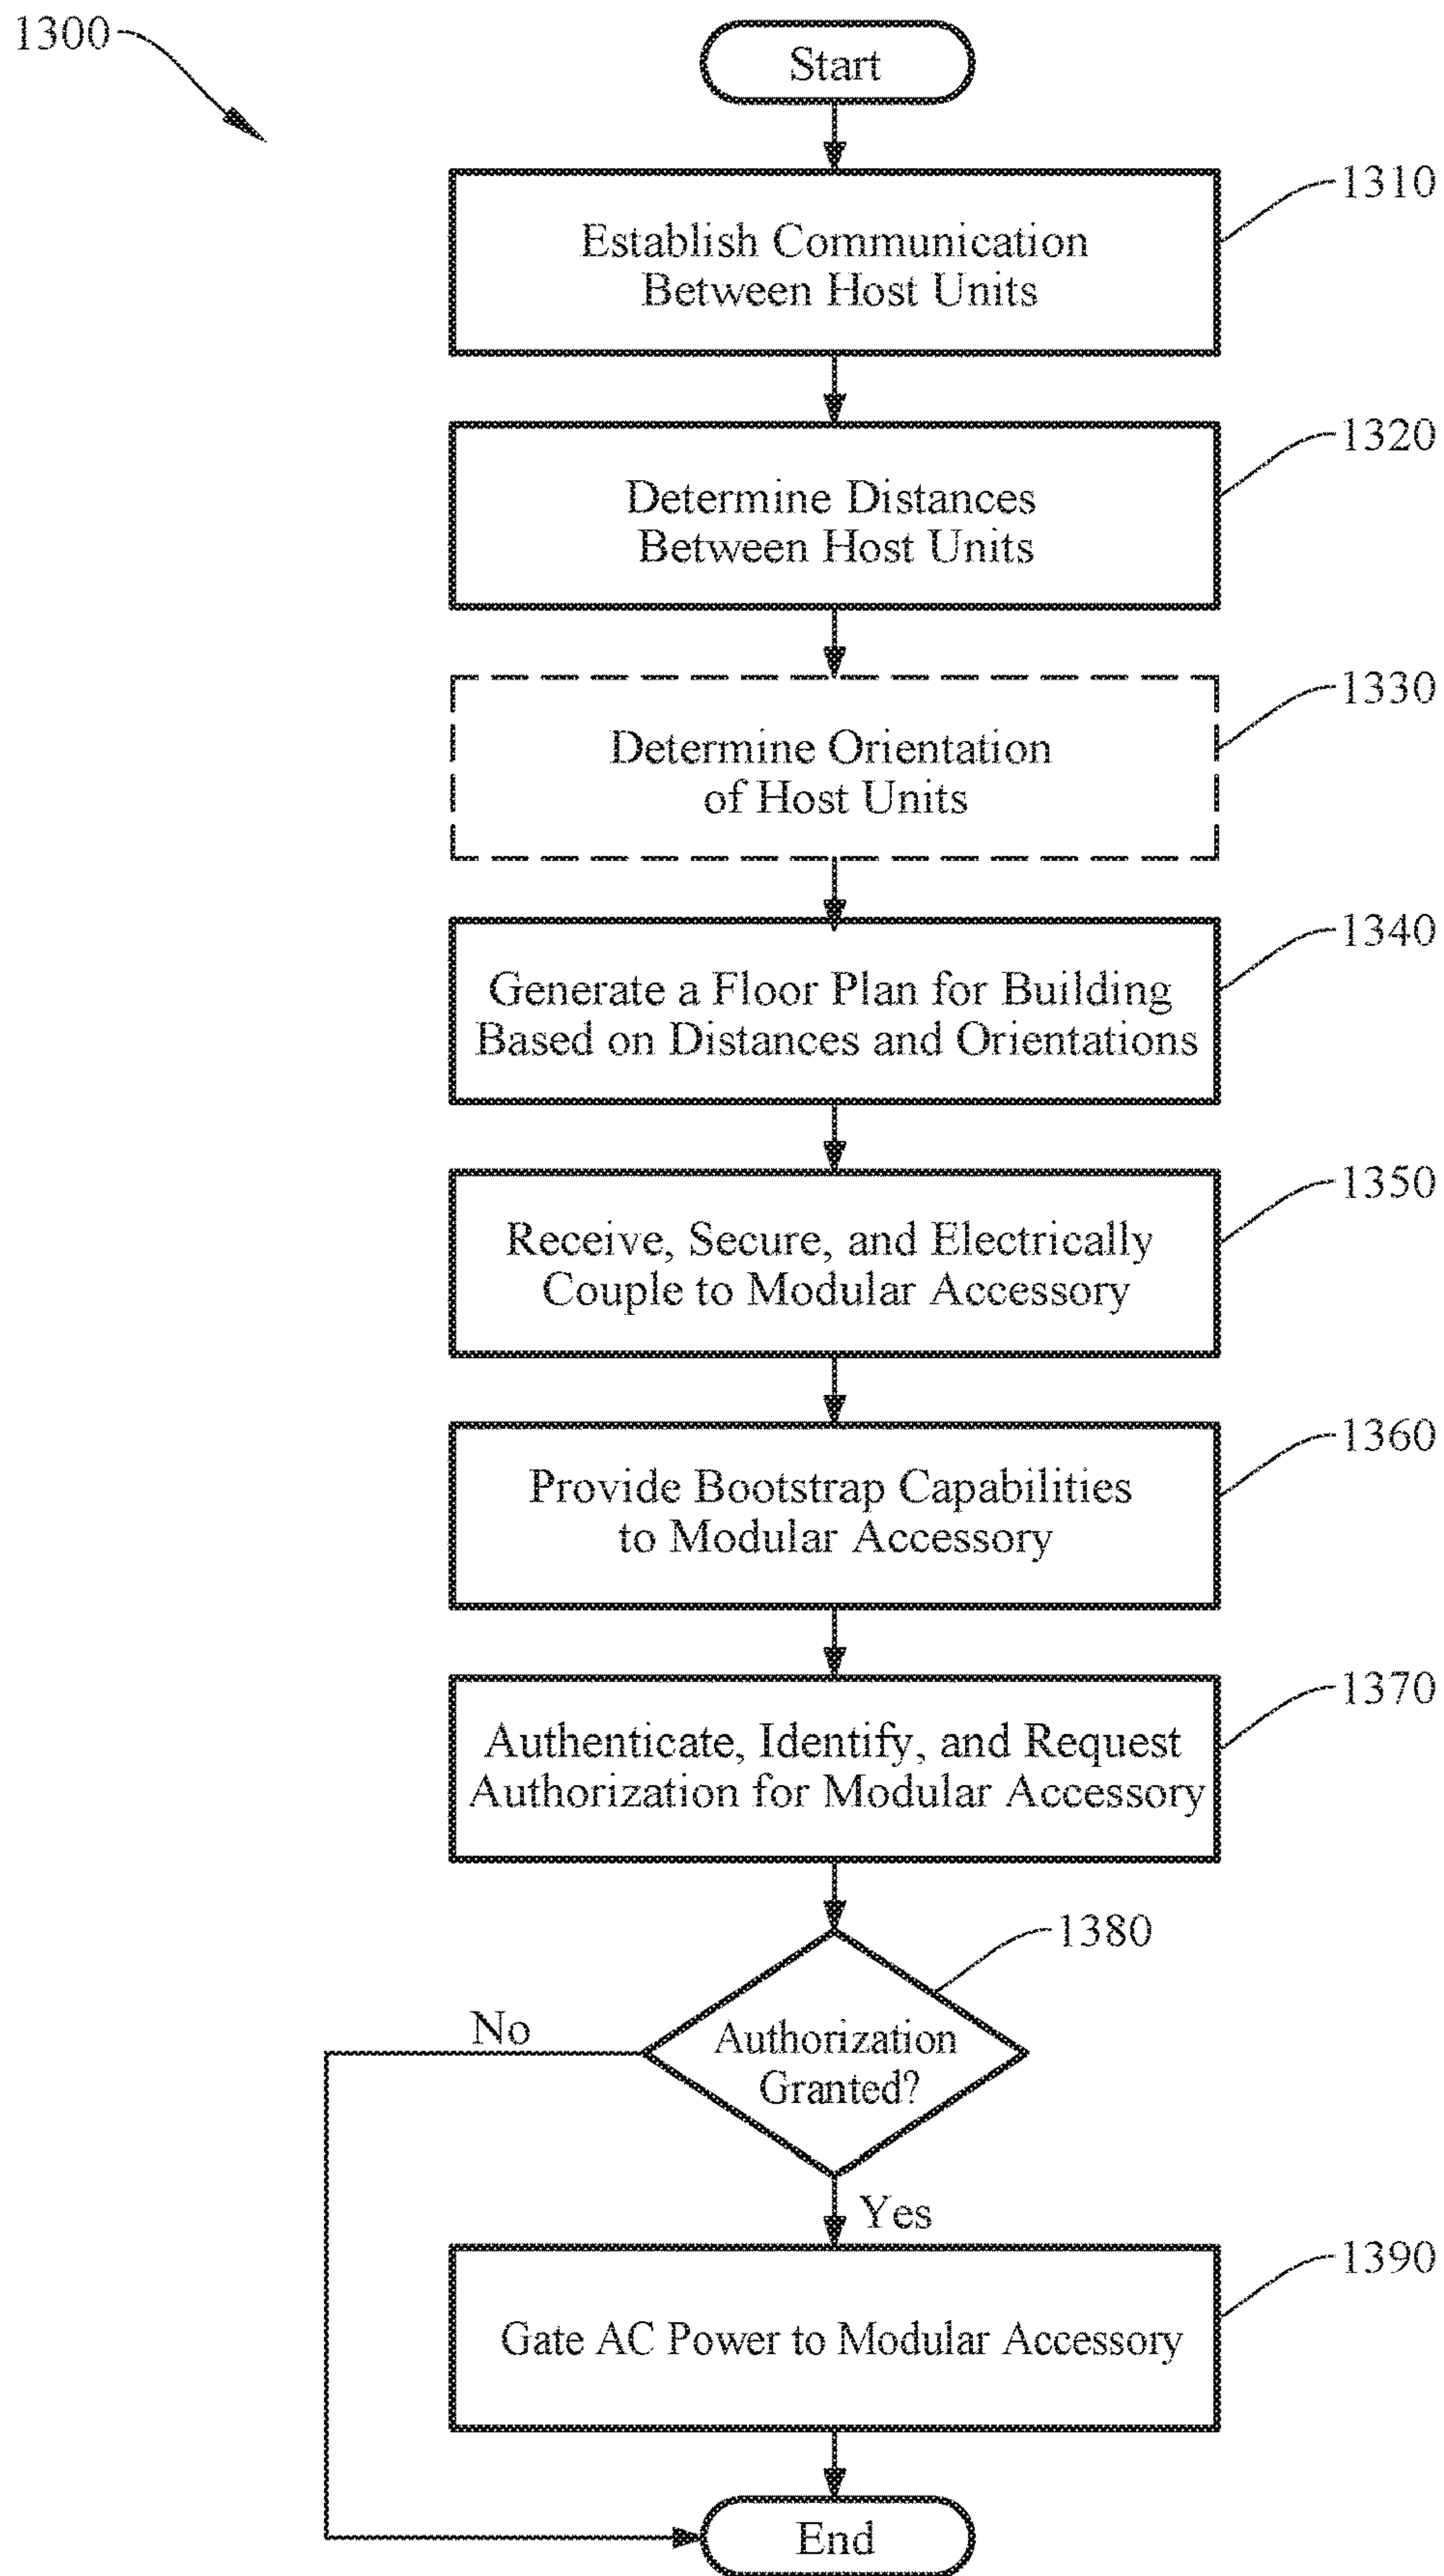 1300
Start
1310
Establish Communication
Between Host Units
1320
Determine Distances
Between Host Units
1330
Determine Orientation
of Host Units
1340
Generate a Floor Plan for Building
Based on Distances and Orientations
1350
Receive, Secure, and Electrically
Couple to Modular Accessory
1360
Provide Bootstrap Capabilities
to Modular Accessory
1370
Authenticate, Identify, and Request
Authorization for Modular Accessory
1380
No
Authorization
Granted?
Yes
1390
Gate AC Power to Modular Accessory
End